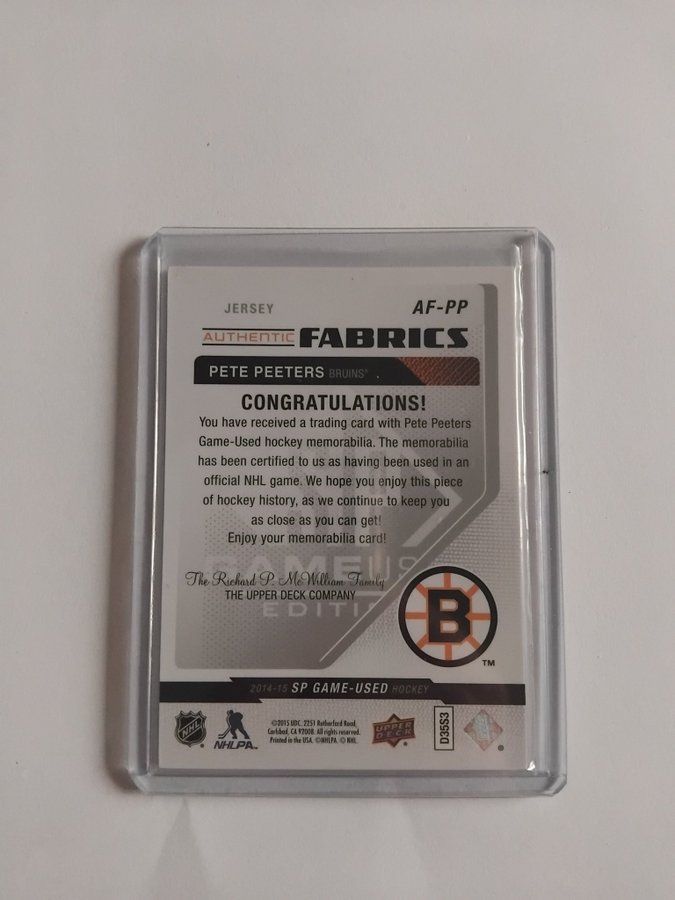 JERSEY
AF-PP
AUTHENTIC FABRICS
PETE PEETERS BRUINS
CONGRATULATIONS!
You have received a trading card with Pete Peeters
Game-Used hockey memorabilia. The memorabilia
has been certified to us as having been used in an
official NHL game. We hope you enjoy this piece
of hockey history, as we continue to keep you
as close as you can get!
Enjoy your memorabilia card!
GAME US
The Richard P. McWilliam Family
THE UPPER DECK COMPANY
EDITI
B
TM
2014-15 SP GAME-USED HOCKEY
NHL
NHLPA
©2015 UDC. 2251 Rutherford Road,
Carlsbad, CA 92008. All rights reserved.
Printed in the USA. ©NHLPA © NHL.
UPPER DECK
D35S3